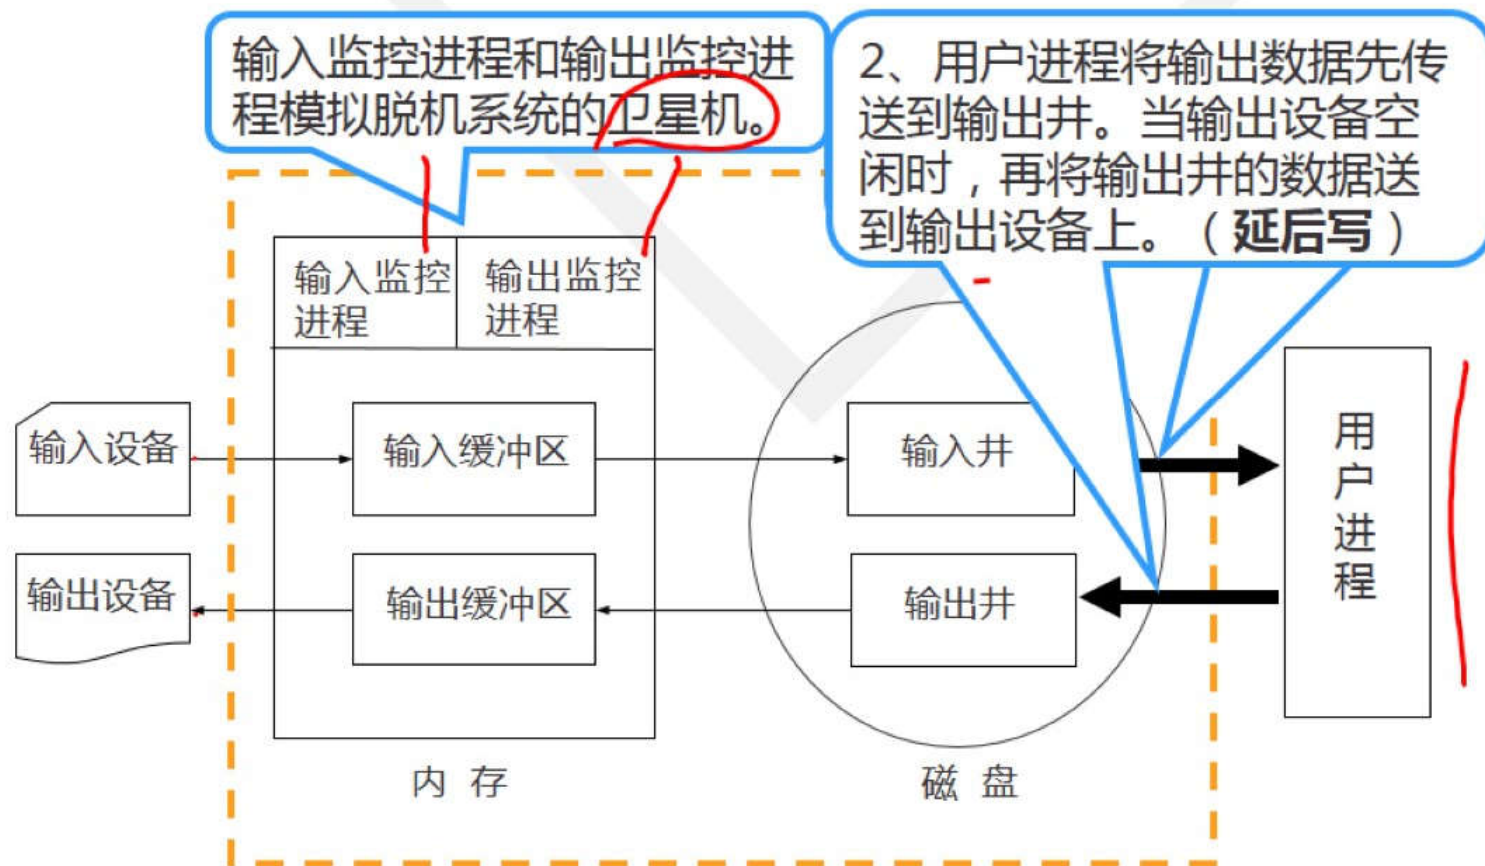 输入监控进程和输出监控进
程模拟脱机系统的卫星机。
2、用户进程将输出数据先传
送到输出井。当输出设备空
闲时，再将输出井的数据送
到输出设备上。（延后写）
输入监控
进程
输出监控
进程
输入设备
输入缓冲区
输入井
用
户
进
程
输出设备
输出缓冲区
输出井
内 存
磁 盘